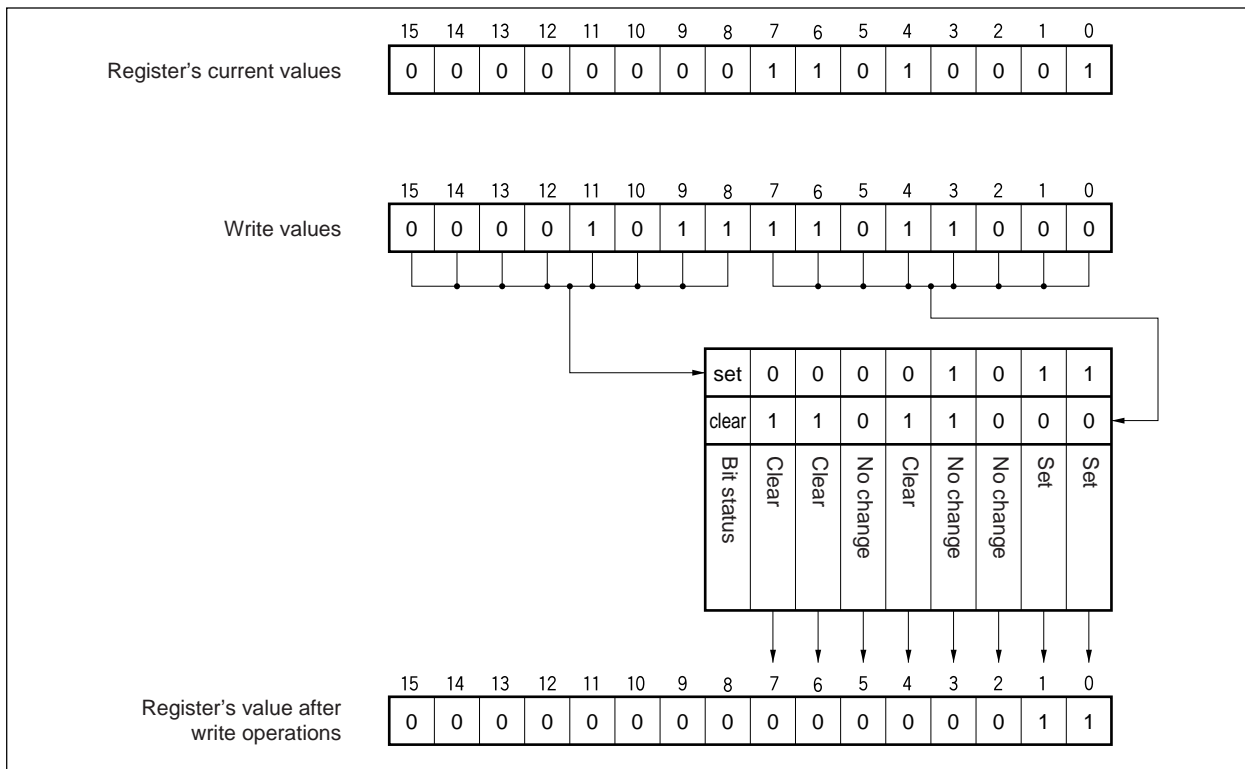 15 14 13 12 11 10 9 8 7 6 5 4 3 2 1 0
Register's current values 0 0 0 0 0 0 0 0 1 1 0 1 0 0 0 1
15 14 13 12 11 10 9 8 7 6 5 4 3 2 1 0
Write values 0 0 0 0 1 0 1 1 1 1 0 1 1 0 0 0
set 0 0 0 0 1 0 1 1
clear 1 1 0 1 1 0 0 0
Bit status Clear Clear No change Clear No change No change Set Set
15 14 13 12 11 10 9 8 7 6 5 4 3 2 1 0
Register's value after
write operations 0 0 0 0 0 0 0 0 0 0 0 0 0 0 1 1